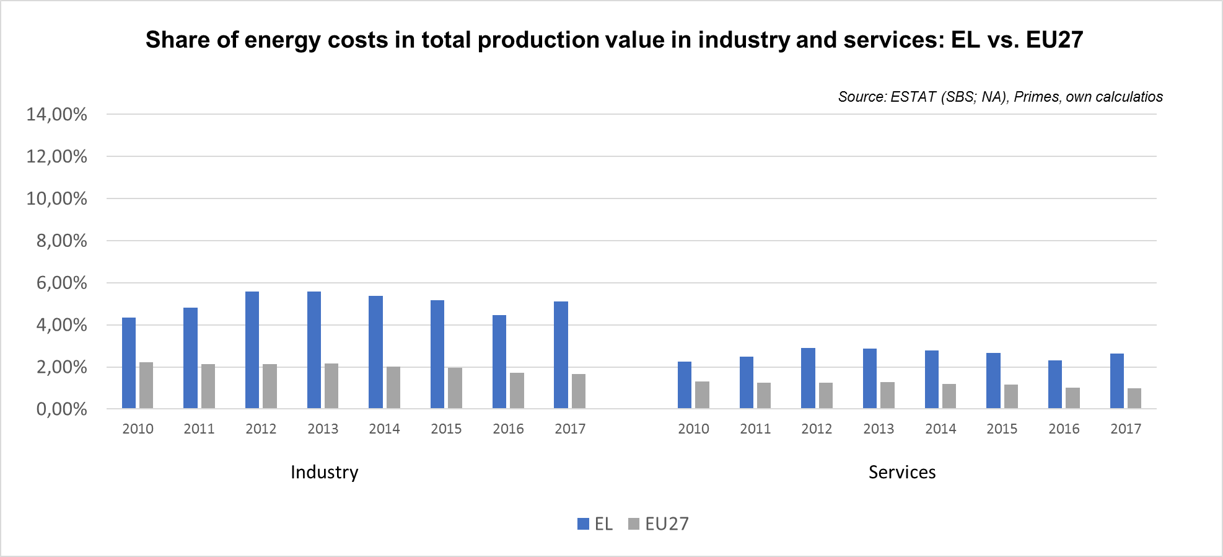 Share of energy costs in total production value in industry and services: EL vs. EU27
Source: ESTAT (SBS; NA), Primes, own calculatios
14,00%
12,00%
10,00%
8,00%
6,00%
4,00%
2,00%
0,00%
2010 2011 2012 2013 2014 2015 2016 2017 2010 2011 2012 2013 2014 2015 2016 2017
Industry Services
EL EU27